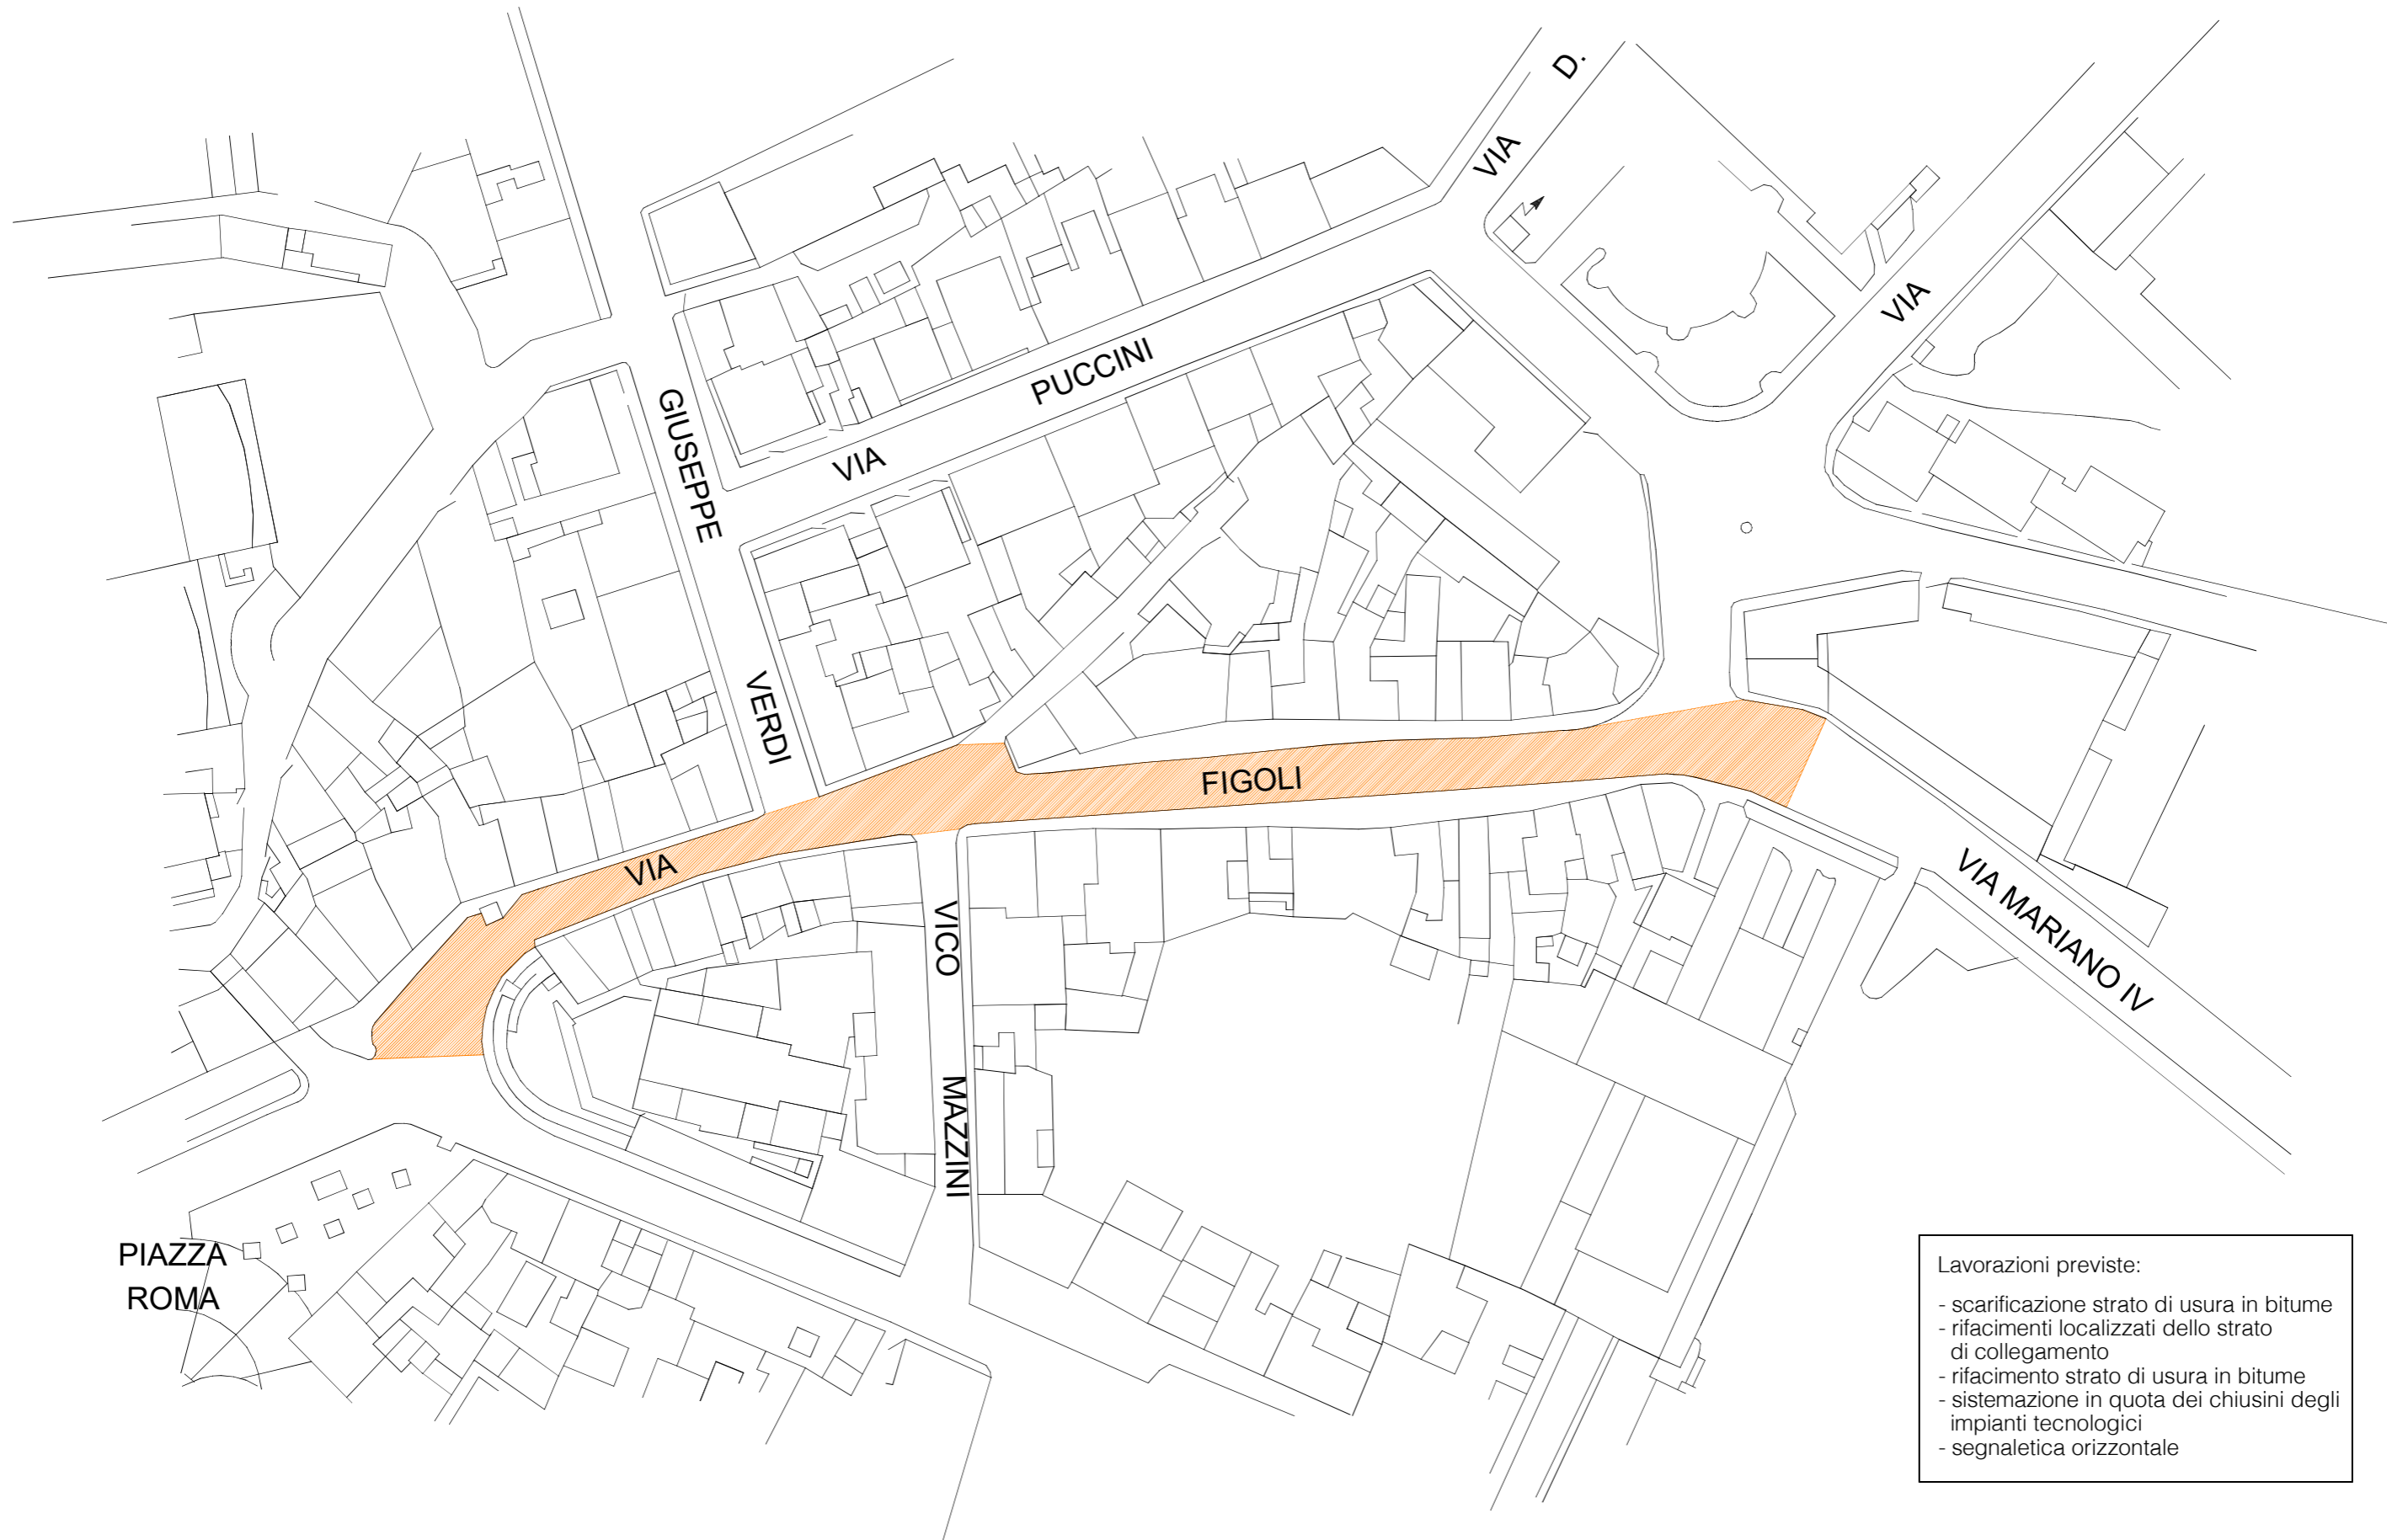 VIA D.
VIA
VIA PUCCINI
GIUSEPPE VERDI
VIA FIGOLI
VICO MAZZINI
VIA MARIANO IV
PIAZZA
ROMA
Lavorazioni previste:
- scarificazione strato di usura in bitume
- rifacimenti localizzati dello strato
di collegamento
- rifacimento strato di usura in bitume
- sistemazione in quota dei chiusini degli
impianti tecnologici
- segnaletica orizzontale